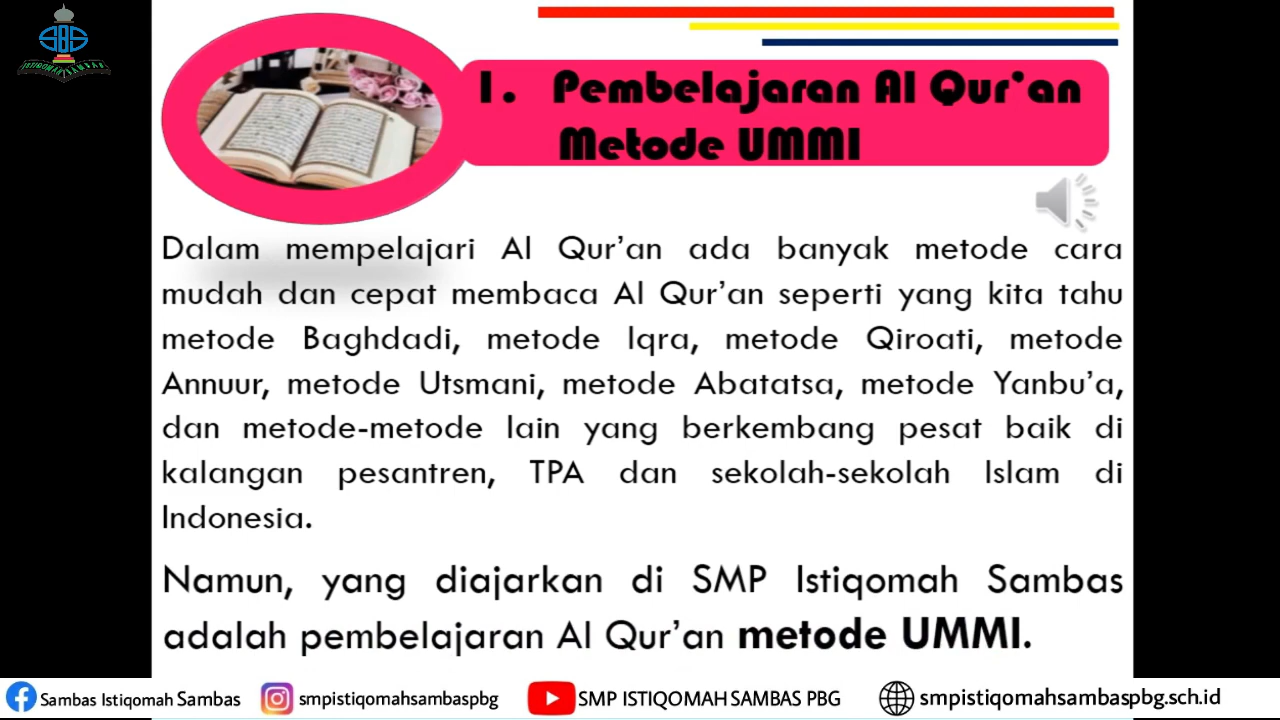 SBS
ISTIQOMAH SAMBAS
1. Pembelajaran Al Qur'an
Metode UMMI
Dalam mempelajari Al Qur'an ada banyak metode cara
mudah dan cepat membaca Al Qur'an seperti yang kita tahu
metode Baghdadi, metode Iqra, metode Qiroati, metode
Annuur, metode Utsmani, metode Abatatsa, metode Yanbu'a,
dan metode-metode lain yang berkembang pesat baik di
kalangan pesantren, TPA dan sekolah-sekolah Islam di
Indonesia.
Namun, yang diajarkan di SMP Istiqomah Sambas
adalah pembelajaran Al Qur'an metode UMMI.
Sambas Istiqomah Sambas smpistiqomahsambaspbg SMP ISTIQOMAH SAMBAS PBG smpistiqomahsambaspbg.sch.id